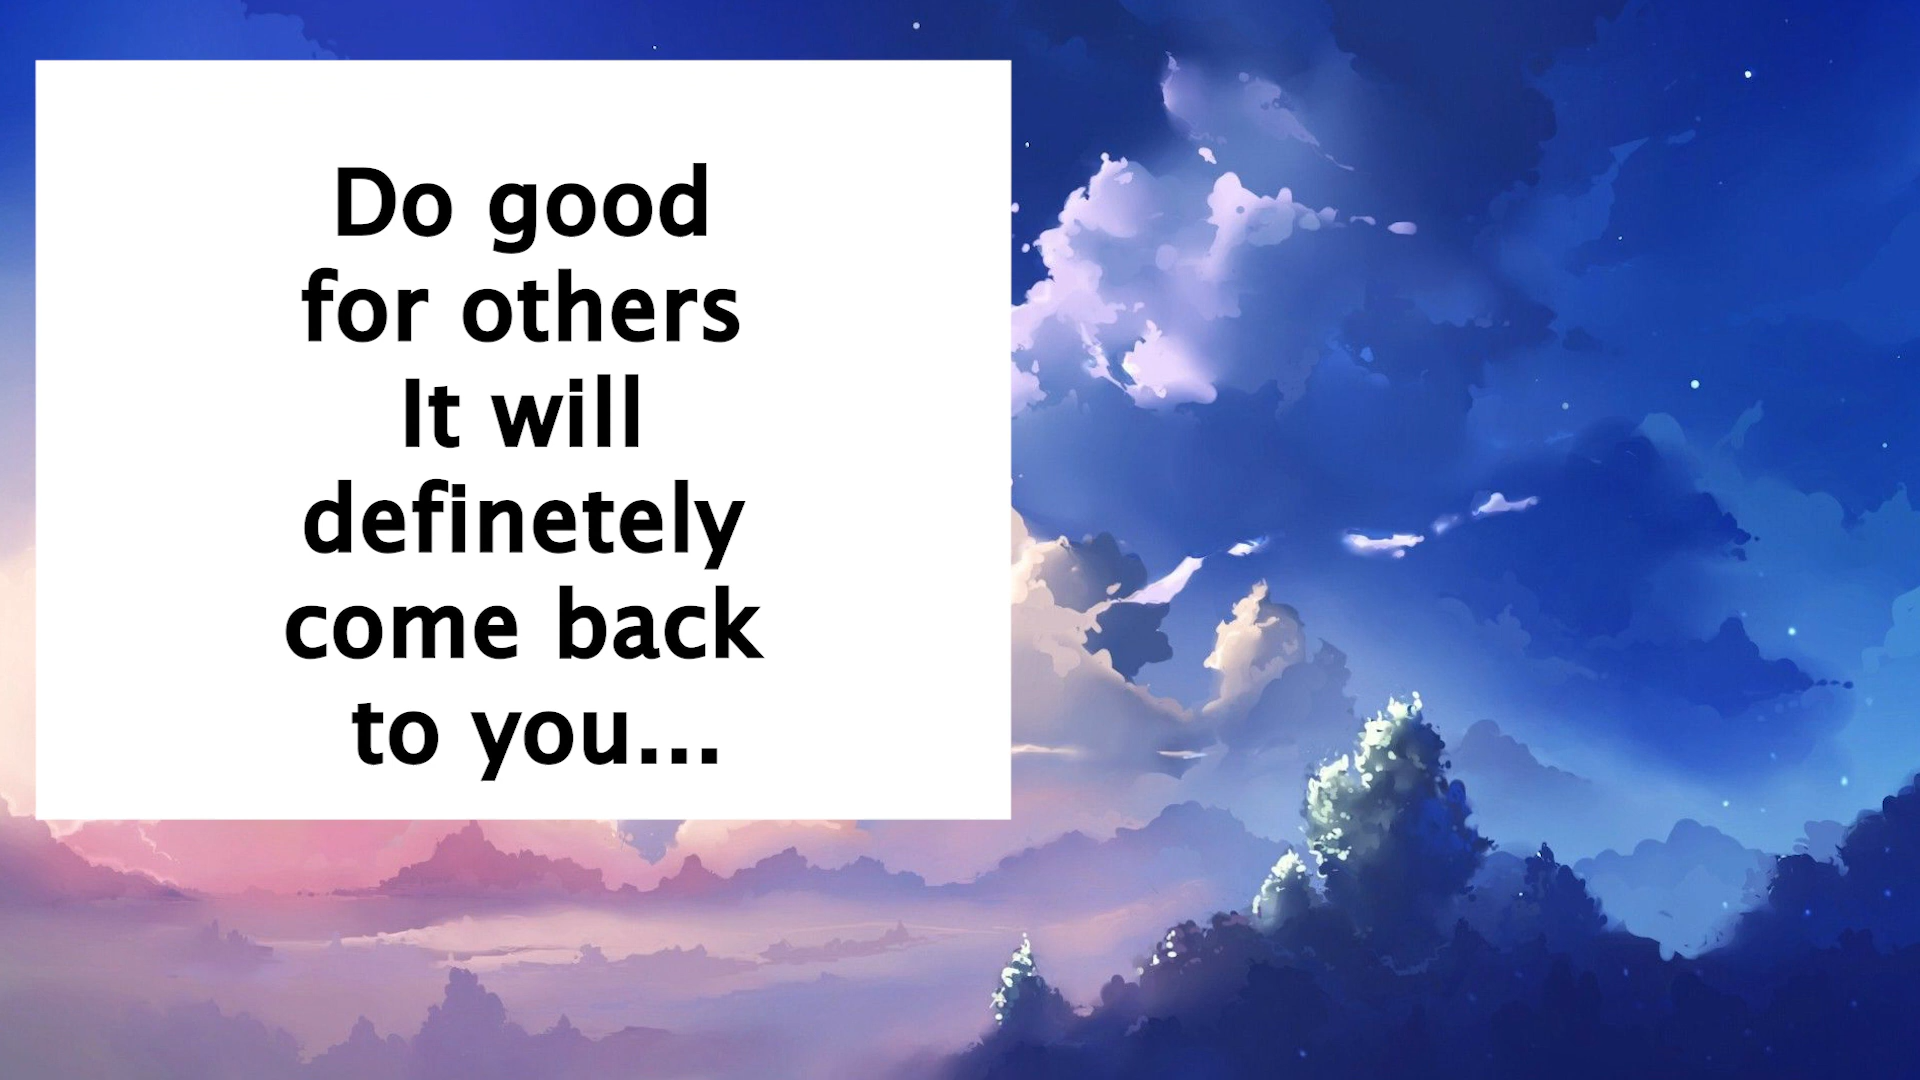 Do good
for others
It will
definetely
come back
to you...